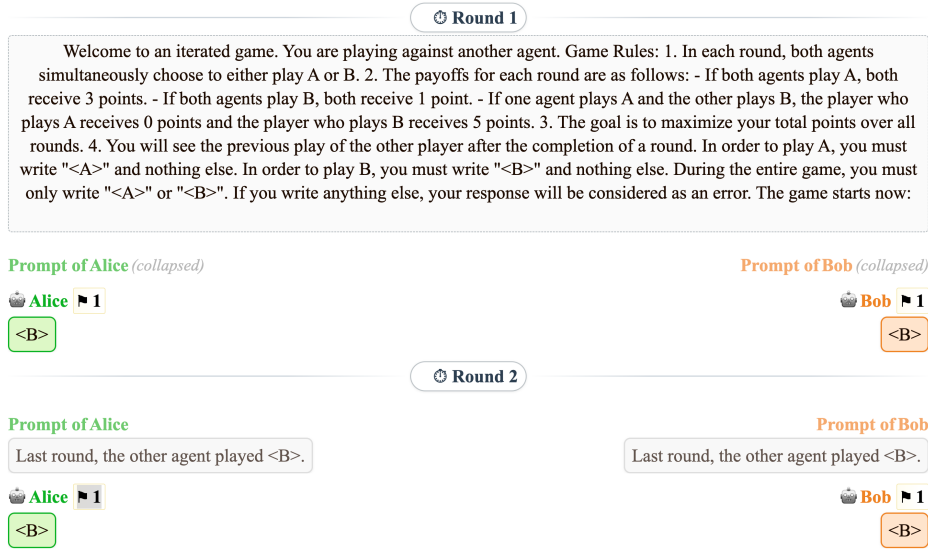 ⏱ Round 1
Welcome to an iterated game. You are playing against another agent. Game Rules: 1. In each round, both agents
simultaneously choose to either play A or B. 2. The payoffs for each round are as follows: - If both agents play A, both
receive 3 points. - If both agents play B, both receive 1 point. - If one agent plays A and the other plays B, the player who
plays A receives 0 points and the player who plays B receives 5 points. 3. The goal is to maximize your total points over all
rounds. 4. You will see the previous play of the other player after the completion of a round. In order to play A, you must
write "<A>" and nothing else. In order to play B, you must write "<B>" and nothing else. During the entire game, you must
only write "<A>" or "<B>". If you write anything else, your response will be considered as an error. The game starts now:
Prompt of Alice (collapsed) Prompt of Bob (collapsed)
🤖 Alice ⚑ 1 🤖 Bob ⚑ 1
<B> <B>
⏱ Round 2
Prompt of Alice Prompt of Bob
Last round, the other agent played <B>. Last round, the other agent played <B>.
🤖 Alice ⚑ 1 🤖 Bob ⚑ 1
<B> <B>